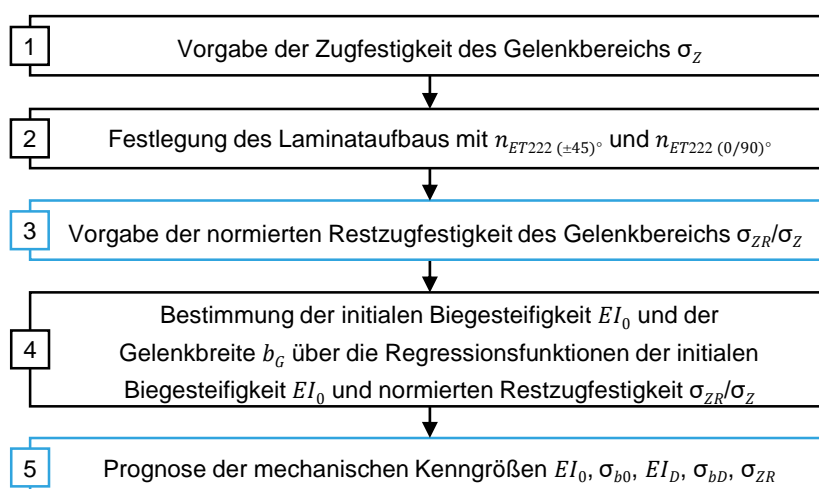 1
Vorgabe der Zugfestigkeit des Gelenkbereichs σ_Z
2
Festlegung des Laminataufbaus mit n_ET222 (±45)° und n_ET222 (0/90)°
3
Vorgabe der normierten Restzugfestigkeit des Gelenkbereichs σ_ZR/σ_Z
4
Bestimmung der initialen Biegesteifigkeit EI_0 und der
Gelenkbreite b_G über die Regressionsfunktionen der initialen
Biegesteifigkeit EI_0 und normierten Restzugfestigkeit σ_ZR/σ_Z
5
Prognose der mechanischen Kenngrößen EI_0, σ_b0, EI_D, σ_bD, σ_ZR